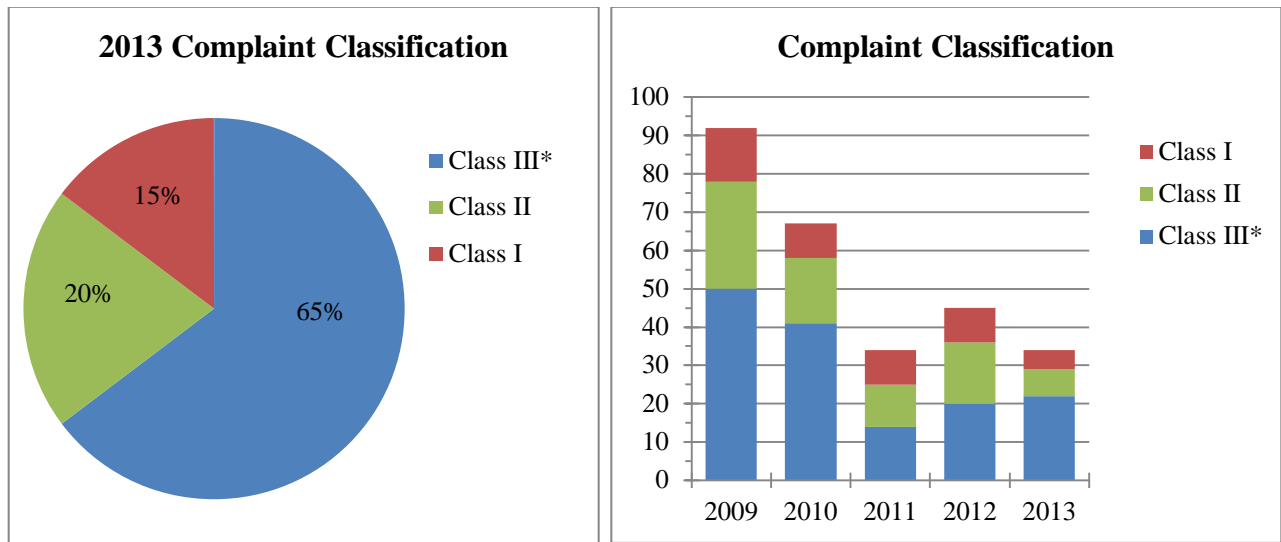 2013 Complaint Classification
15%
20%
65%
Class III*
Class II
Class I
Complaint Classification
100
90
80
70
60
50
40
30
20
10
0
2009 2010 2011 2012 2013
Class I
Class II
Class III*